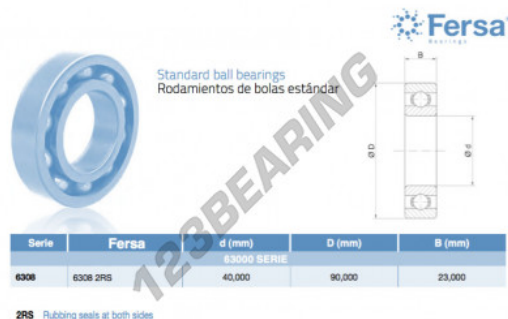 Fersa
Bearings
Standard ball bearings
Rodamientos de bolas estándar
B
Ø D
Ø d
123BEARING
Serie Fersa d (mm) D (mm) B (mm)
63000 SERIE
6308 6308 2RS 40,000 90,000 23,000
2RS Rubbing seals at both sides